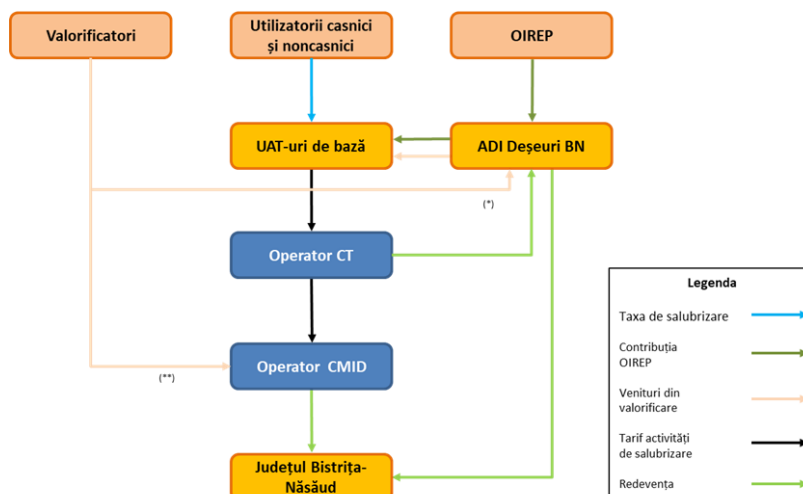 Valorificatori
Utilizatorii casnici
și noncasnici
OIREP
UAT-uri de bază
ADI Deșeuri BN
(*)
Operator CT
Operator CMID
(**)
Județul Bistrița-
Năsăud
Legenda
Taxa de salubrizare
Contribuția
OIREP
Venituri din
valorificare
Tarif activități
de salubrizare
Redevența